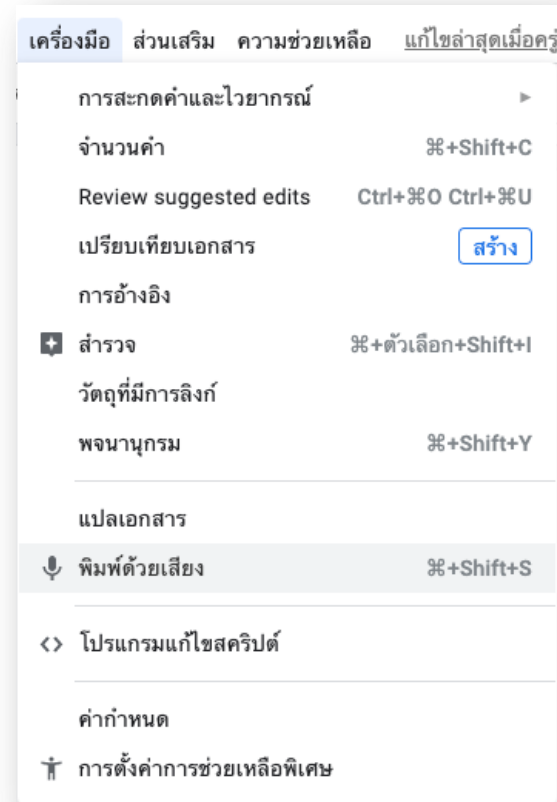 เครื่องมือ ส่วนเสริม ความช่วยเหลือ แก้ไขล่าสุดเมื่อครู่
การสะกดคำและไวยากรณ์ ►
จำนวนคำ ⌘+Shift+C
Review suggested edits Ctrl+⌘O Ctrl+⌘U
เปรียบเทียบเอกสาร สร้าง
การอ้างอิง
สำรวจ ⌘+ตัวเลือก+Shift+I
วัตถุที่มีการลิงก์
พจนานุกรม ⌘+Shift+Y
แปลเอกสาร
พิมพ์ด้วยเสียง ⌘+Shift+S
โปรแกรมแก้ไขสคริปต์
ค่ากำหนด
การตั้งค่าการช่วยเหลือพิเศษ